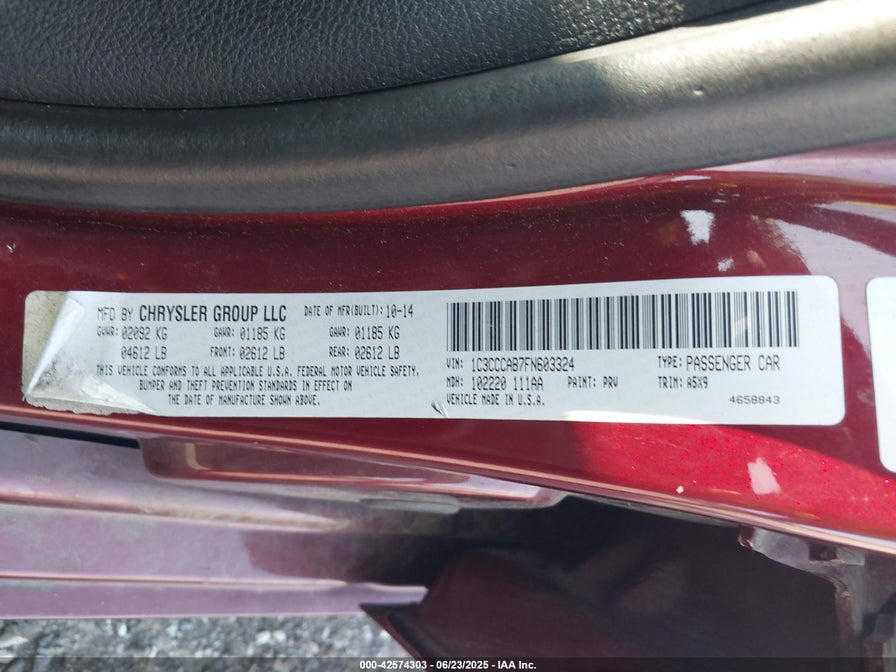 MFD BY CHRYSLER GROUP LLC DATE OF MFR(BUILT): 10-14
GVWR: 02092 KG GAWR: 01185 KG GAWR: 01185 KG
04612 LB FRONT: 02612 LB REAR: 02612 LB
THIS VEHICLE CONFORMS TO ALL APPLICABLE U.S.A. FEDERAL MOTOR VEHICLE SAFETY,
BUMPER AND THEFT PREVENTION STANDARDS IN EFFECT ON
THE DATE OF MANUFACTURE SHOWN ABOVE.
VIN: 1C3CCCAB7FN603324 TYPE: PASSENGER CAR
MDH: 102220 111AA PAINT: PRV TRIM: A5X9
VEHICLE MADE IN U.S.A. 4658843
000-42574303 - 06/23/2025 - IAA Inc.